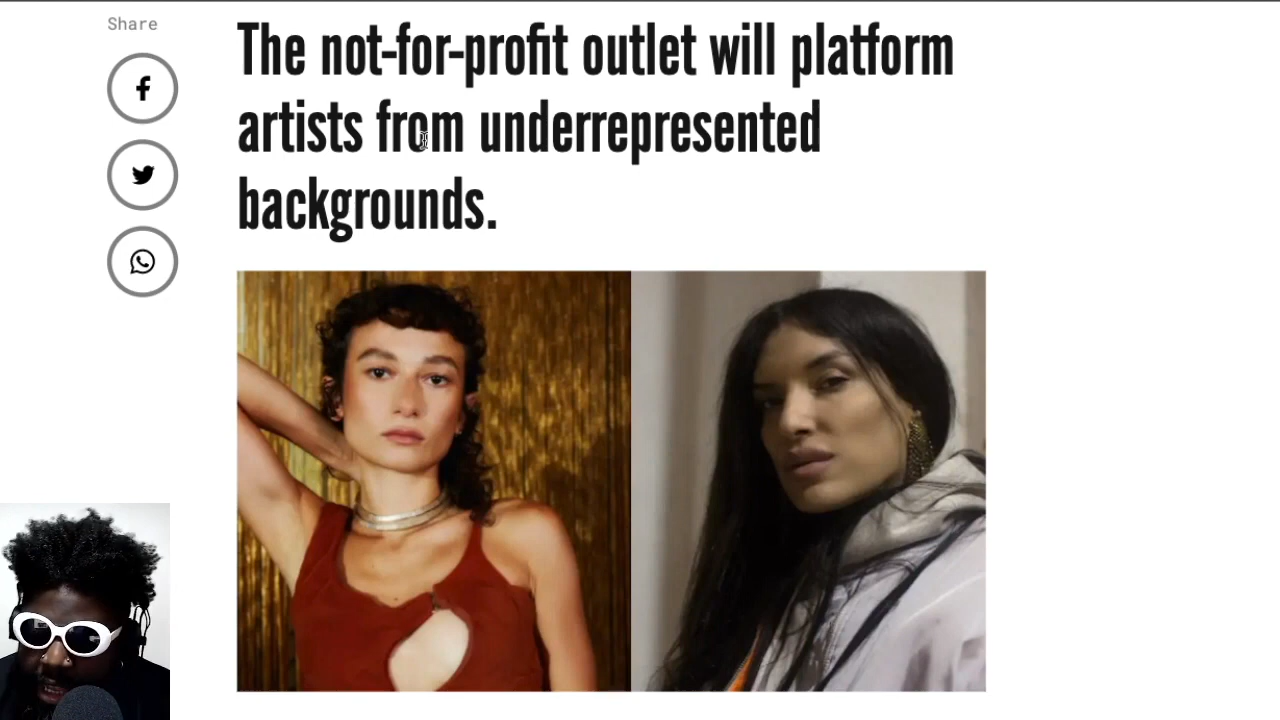 Share
The not-for-profit outlet will platform
artists from underrepresented
backgrounds.